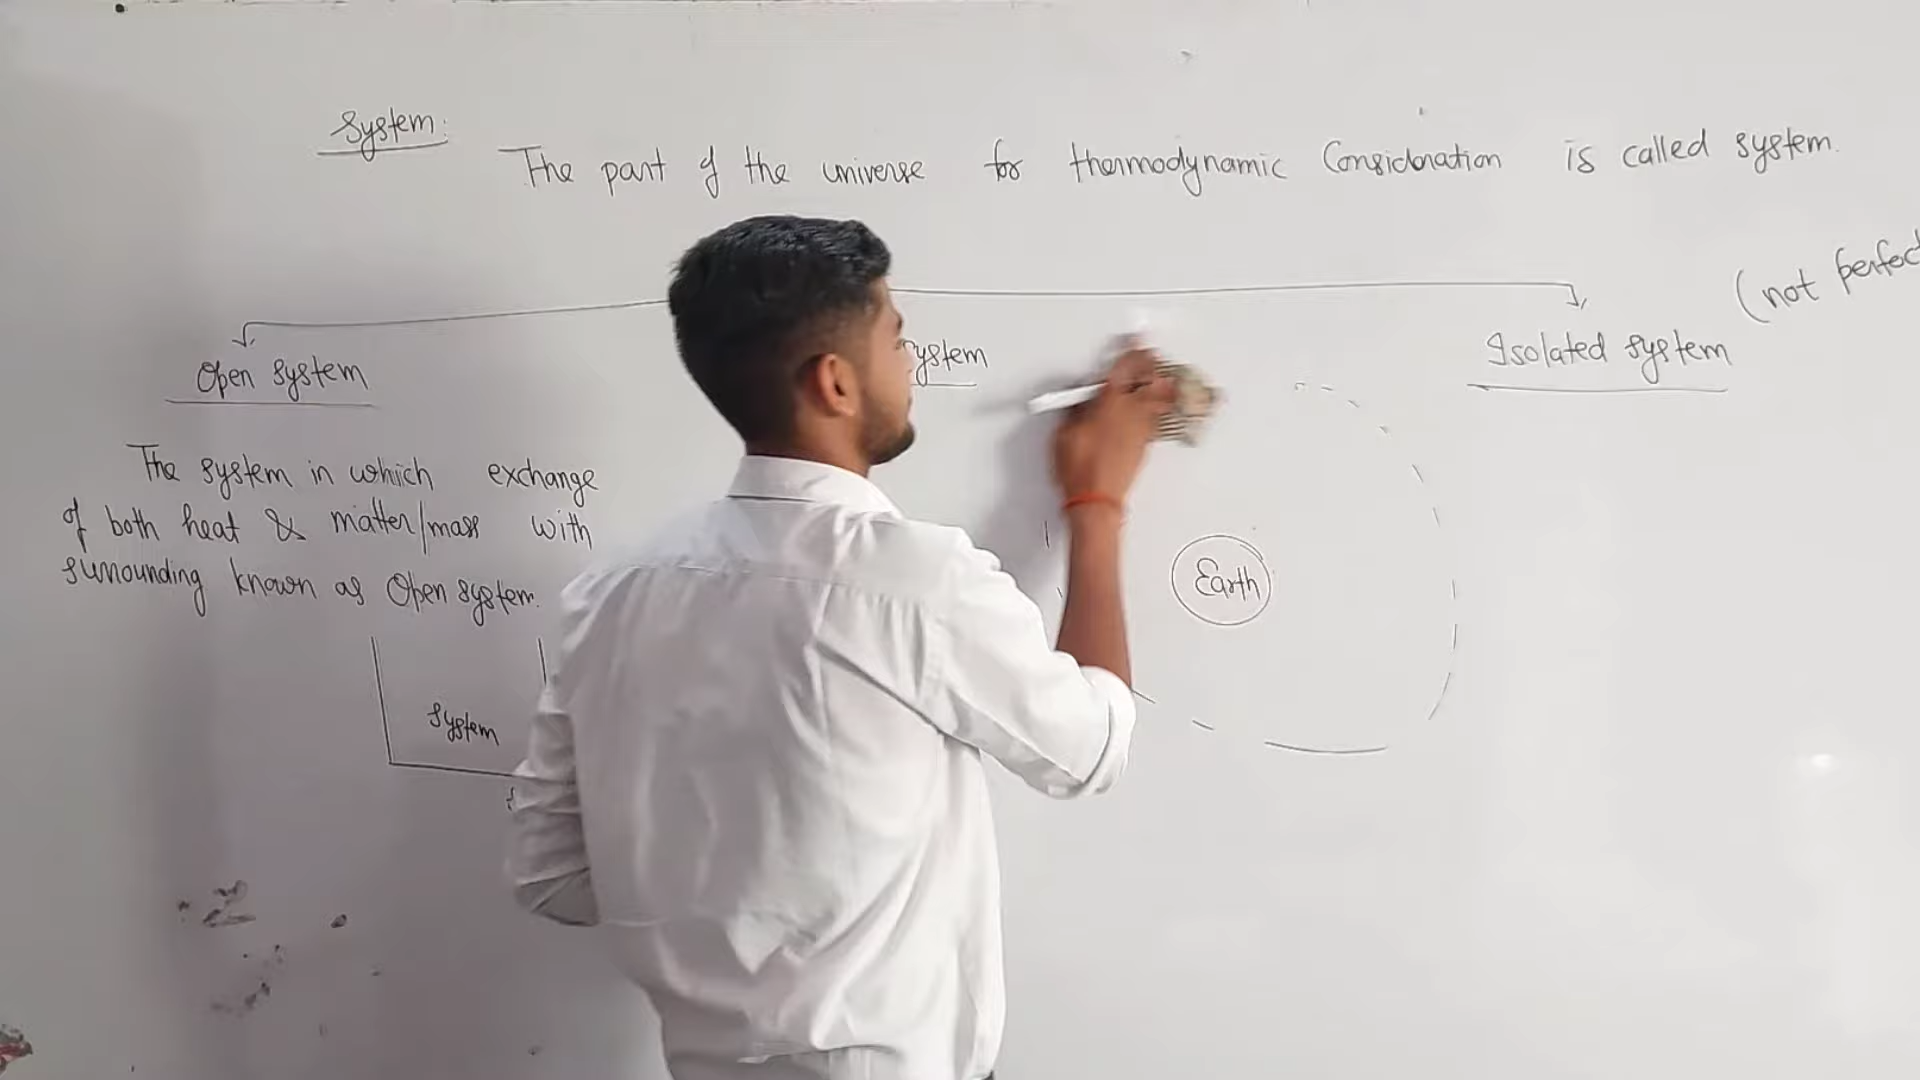 System:
The part of the universe for thermodynamic Consideration is called system.
(not perfect
Open system
ystem
Isolated system
The system in which exchange
of both heat & matter/mass with
surrounding known as Open system.
Earth
System